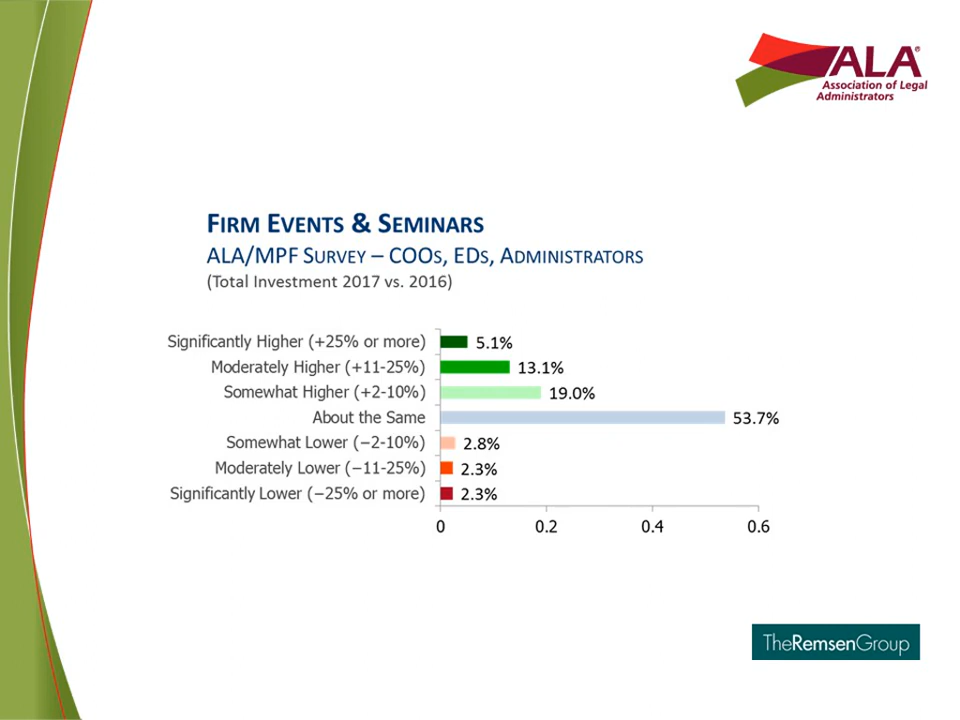 ALA®
Association of Legal
Administrators
FIRM EVENTS & SEMINARS
ALA/MPF SURVEY – COOS, EDS, ADMINISTRATORS
(Total Investment 2017 vs. 2016)
Significantly Higher (+25% or more) 5.1%
Moderately Higher (+11-25%) 13.1%
Somewhat Higher (+2-10%) 19.0%
About the Same 53.7%
Somewhat Lower (−2-10%) 2.8%
Moderately Lower (−11-25%) 2.3%
Significantly Lower (−25% or more) 2.3%
0 0.2 0.4 0.6
TheRemsenGroup